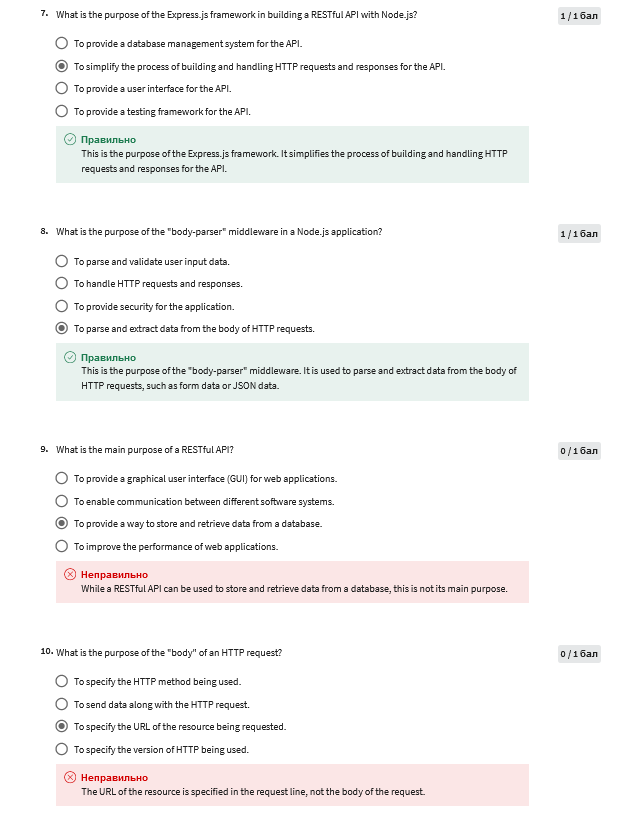 7. What is the purpose of the Express.js framework in building a RESTful API with Node.js? 1 / 1 бал
To provide a database management system for the API.
To simplify the process of building and handling HTTP requests and responses for the API.
To provide a user interface for the API.
To provide a testing framework for the API.
Правильно
This is the purpose of the Express.js framework. It simplifies the process of building and handling HTTP
requests and responses for the API.
8. What is the purpose of the "body-parser" middleware in a Node.js application? 1 / 1 бал
To parse and validate user input data.
To handle HTTP requests and responses.
To provide security for the application.
To parse and extract data from the body of HTTP requests.
Правильно
This is the purpose of the "body-parser" middleware. It is used to parse and extract data from the body of
HTTP requests, such as form data or JSON data.
9. What is the main purpose of a RESTful API? 0 / 1 бал
To provide a graphical user interface (GUI) for web applications.
To enable communication between different software systems.
To provide a way to store and retrieve data from a database.
To improve the performance of web applications.
Неправильно
While a RESTful API can be used to store and retrieve data from a database, this is not its main purpose.
10. What is the purpose of the "body" of an HTTP request? 0 / 1 бал
To specify the HTTP method being used.
To send data along with the HTTP request.
To specify the URL of the resource being requested.
To specify the version of HTTP being used.
Неправильно
The URL of the resource is specified in the request line, not the body of the request.